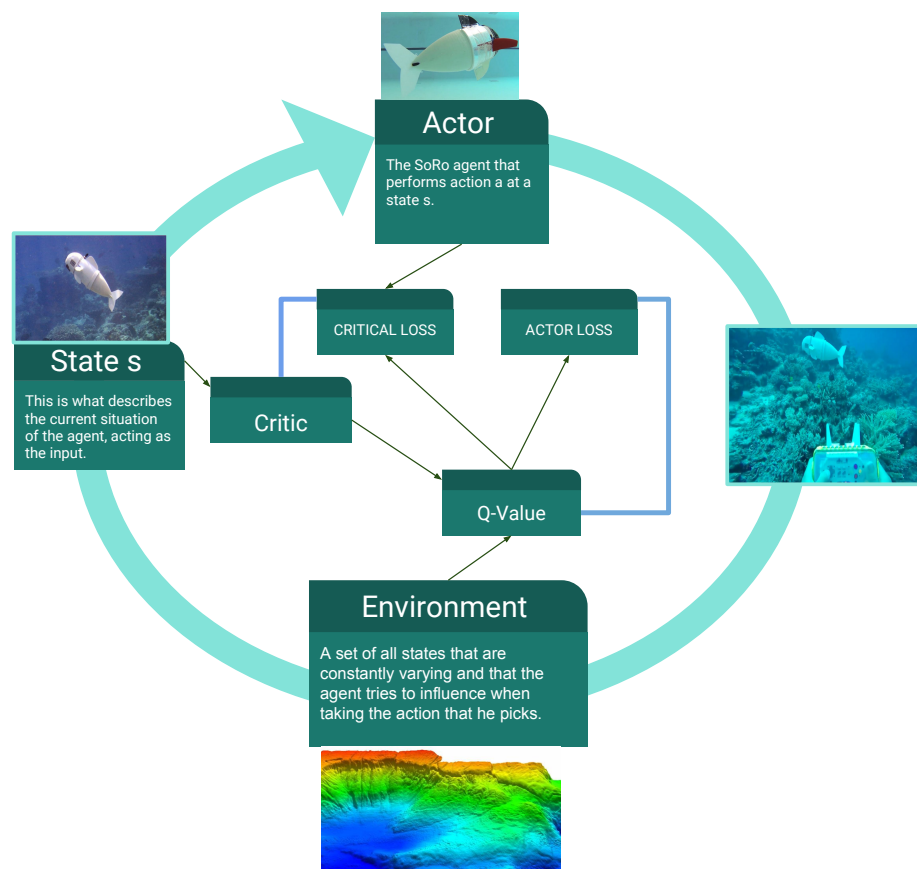 Actor
The SoRo agent that
performs action a at a
state s.
CRITICAL LOSS
ACTOR LOSS
State s
This is what describes
the current situation
of the agent, acting as
the input.
Critic
Q-Value
Environment
A set of all states that are
constantly varying and that the
agent tries to influence when
taking the action that he picks.